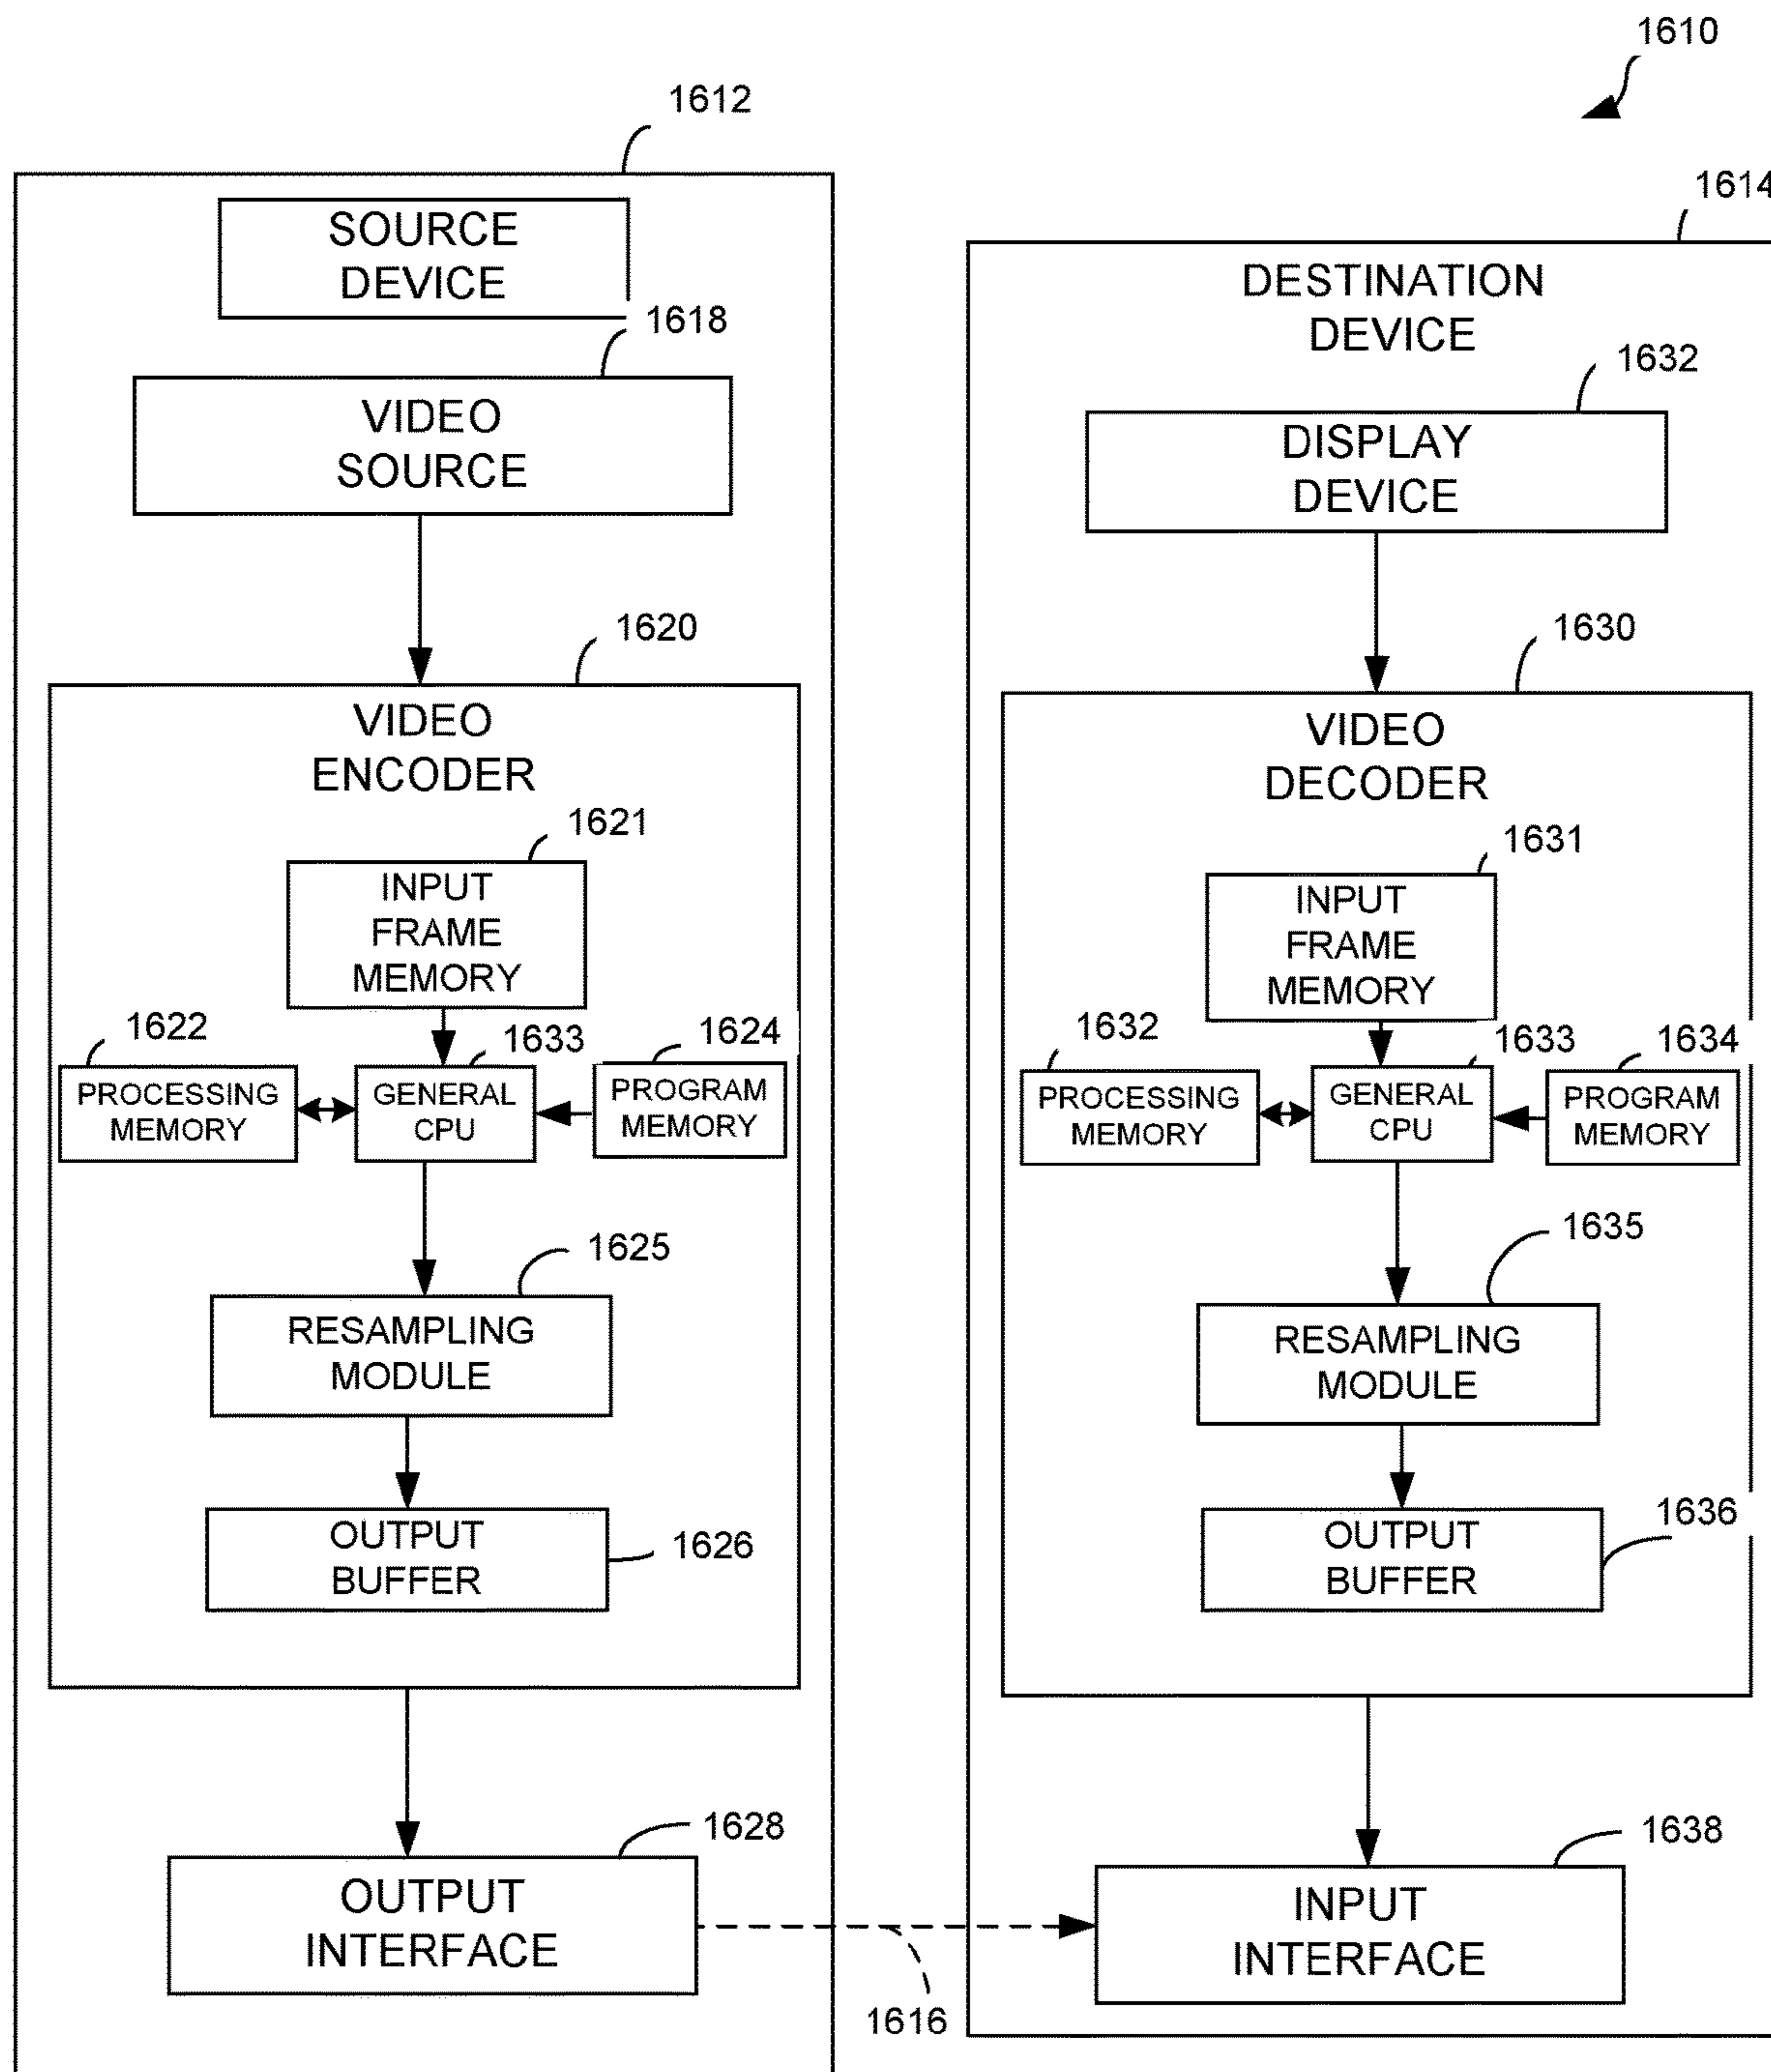 1610
1612
SOURCE
DEVICE
1618
VIDEO
SOURCE
1620
VIDEO
ENCODER
1621
INPUT
FRAME
MEMORY
1622
1633
1624
PROCESSING
MEMORY
GENERAL
CPU
PROGRAM
MEMORY
1625
RESAMPLING
MODULE
OUTPUT
BUFFER
1626
1628
OUTPUT
INTERFACE
1616
1614
DESTINATION
DEVICE
1632
DISPLAY
DEVICE
1630
VIDEO
DECODER
1631
INPUT
FRAME
MEMORY
1632
1633
1634
PROCESSING
MEMORY
GENERAL
CPU
PROGRAM
MEMORY
1635
RESAMPLING
MODULE
1636
OUTPUT
BUFFER
1638
INPUT
INTERFACE